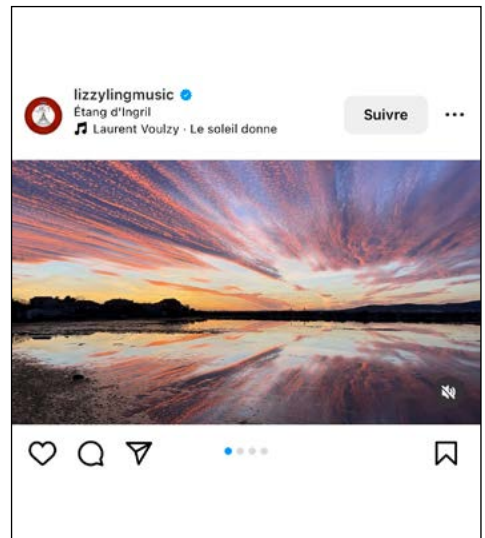 lizzylingmusic
Étang d'Ingril
Laurent Voulzy · Le soleil donne
Suivre